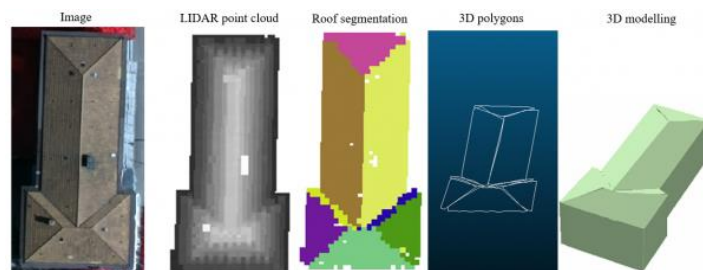 Image
LIDAR point cloud
Roof segmentation
3D polygons
3D modelling